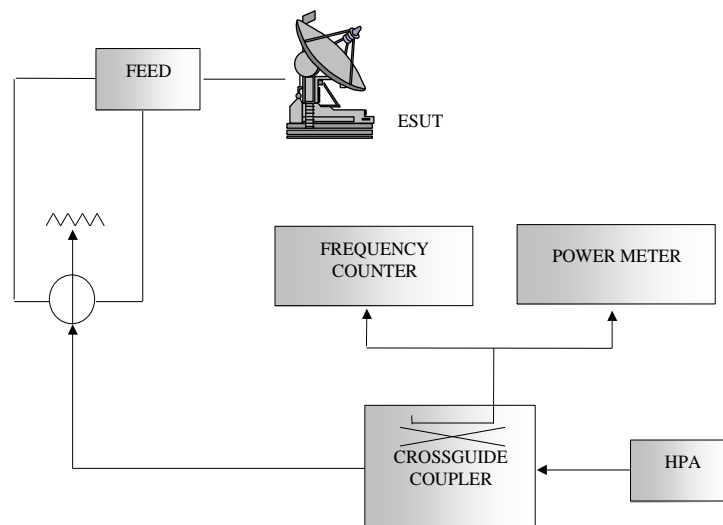 FEED
ESUT
FREQUENCY
COUNTER
POWER METER
CROSSGUIDE
COUPLER
HPA